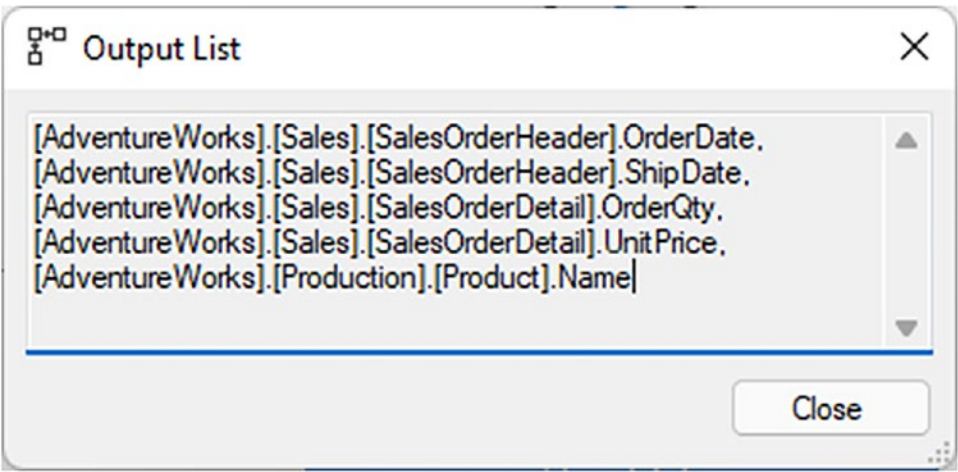 Output List
[AdventureWorks].[Sales].[SalesOrderHeader].OrderDate,
[AdventureWorks].[Sales].[SalesOrderHeader].ShipDate,
[AdventureWorks].[Sales].[SalesOrderDetail].OrderQty,
[AdventureWorks].[Sales].[SalesOrderDetail].UnitPrice,
[AdventureWorks].[Production].[Product].Name
Close